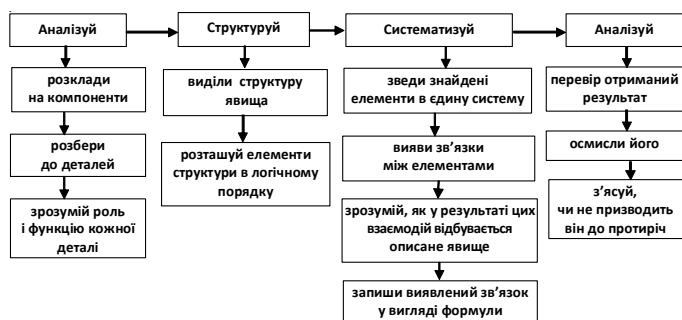 Аналізуй
Структуруй
Систематизуй
Аналізуй
розклади
на компоненти
розбери
до деталей
зрозумій роль
і функцію кожної
деталі
виділи структуру
явища
розташуй елементи
структури в логічному
порядку
зведи знайдені
елементи в єдину систему
вияви зв’язки
між елементами
зрозумій, як у результаті цих
взаємодій відбувається
описане явище
запиши виявлений зв’язок
у вигляді формули
перевір отриманий
результат
осмисли його
з’ясуй,
чи не призводить
він до протиріч